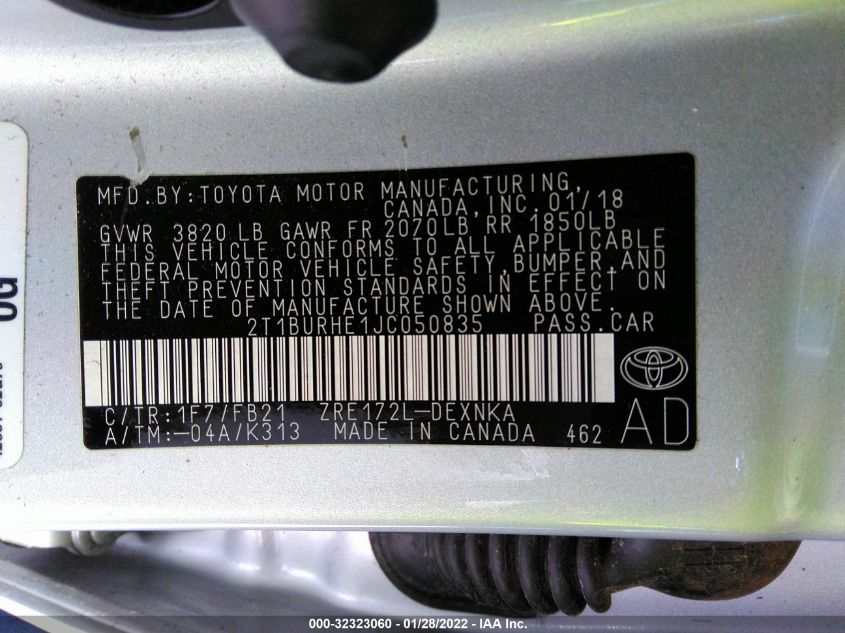 MFD.BY:TOYOTA MOTOR MANUFACTURING,
CANADA,INC.01/18
GVWR 3820 LB GAWR FR 2070LB RR 1850LB
THIS VEHICLE CONFORMS TO ALL APPLICABLE
FEDERAL MOTOR VEHICLE SAFETY,BUMPER,AND
THEFT PREVENTION STANDARDS IN EFFECT ON
THE DATE OF MANUFACTURE SHOWN ABOVE.
2T1BURHE1JC050835 PASS.CAR
C/TR:1F7/FB21 ZRE172L-DEXNKA
A/TM:-04A/K313 MADE IN CANADA 462
AD
000-32323060 - 01/28/2022 - IAA Inc.